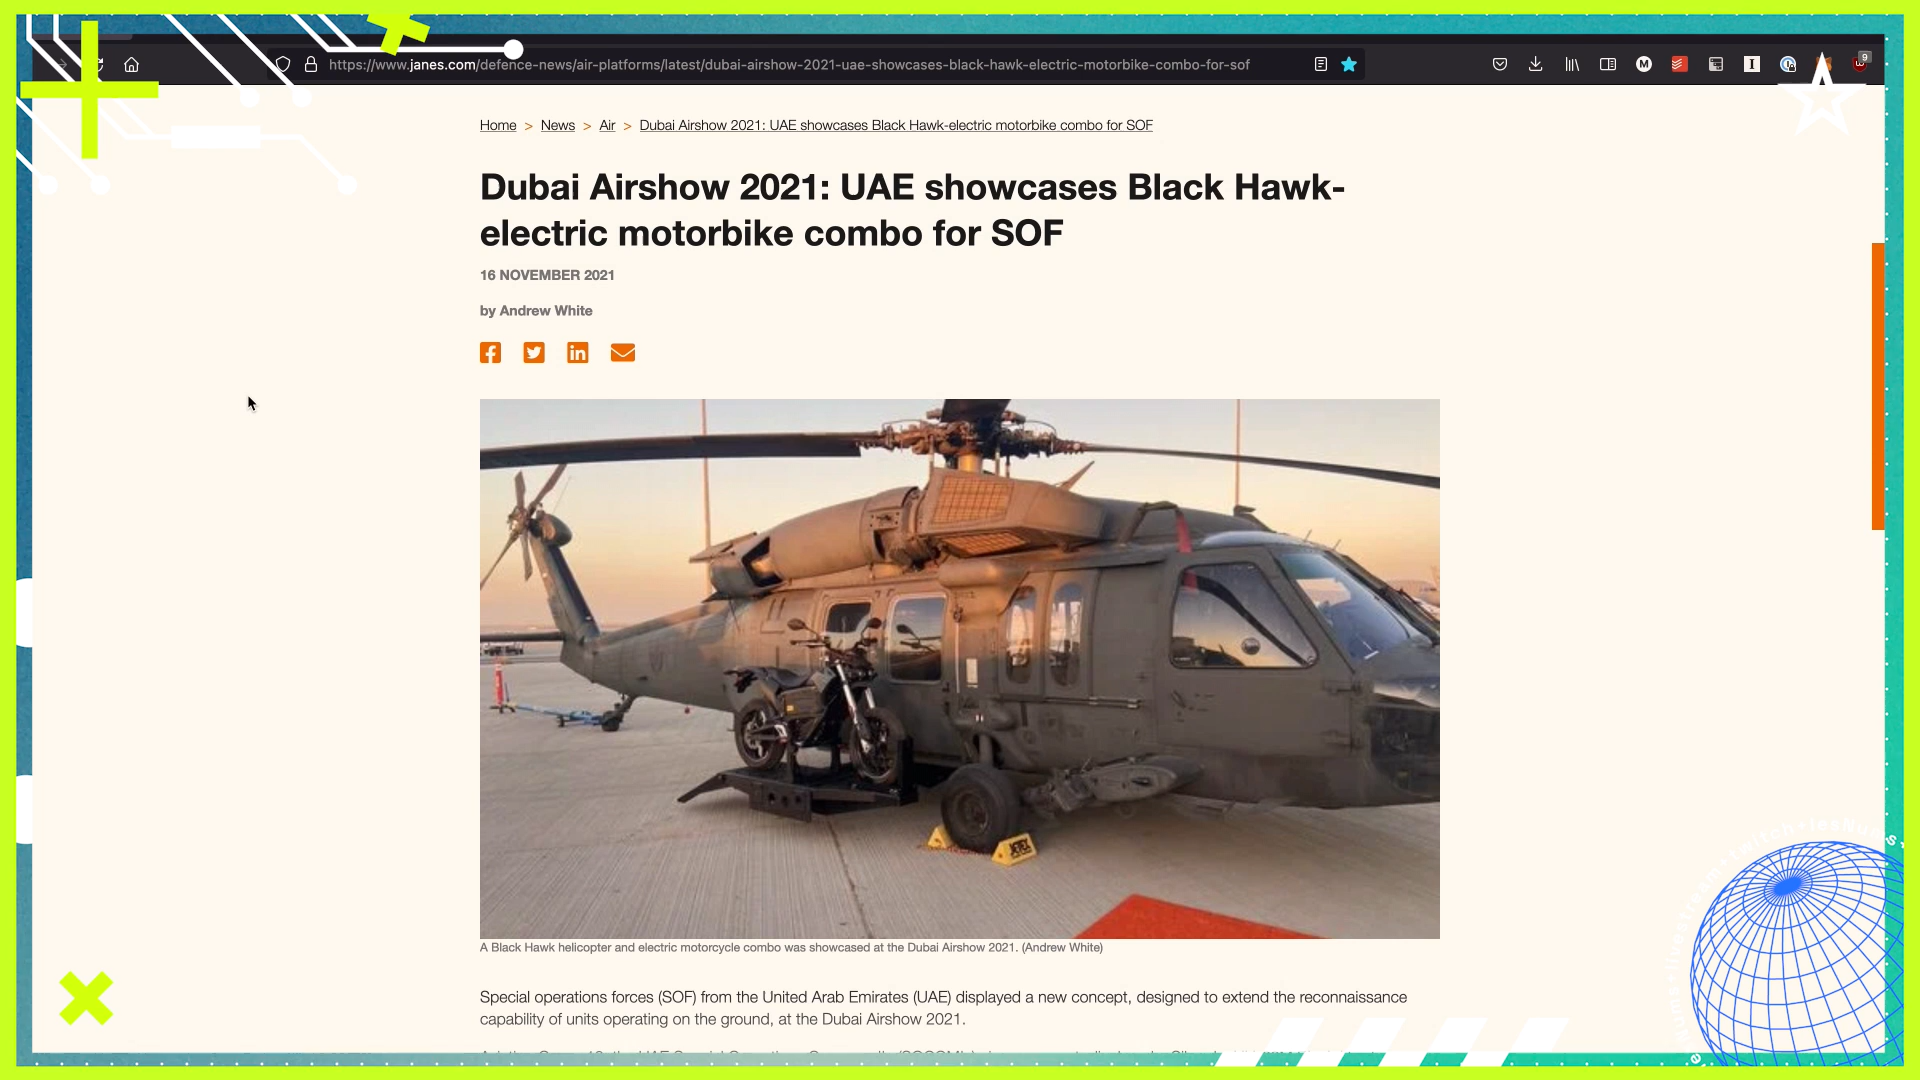 https://www.janes.com/defence-news/air-platforms/latest/dubai-airshow-2021-uae-showcases-black-hawk-electric-motorbike-combo-for-sof
9
Home > News > Air > Dubai Airshow 2021: UAE showcases Black Hawk-electric motorbike combo for SOF
Dubai Airshow 2021: UAE showcases Black Hawk-
electric motorbike combo for SOF
16 NOVEMBER 2021
by Andrew White
A Black Hawk helicopter and electric motorcycle combo was showcased at the Dubai Airshow 2021. (Andrew White)
Special operations forces (SOF) from the United Arab Emirates (UAE) displayed a new concept, designed to extend the reconnaissance
capability of units operating on the ground, at the Dubai Airshow 2021.